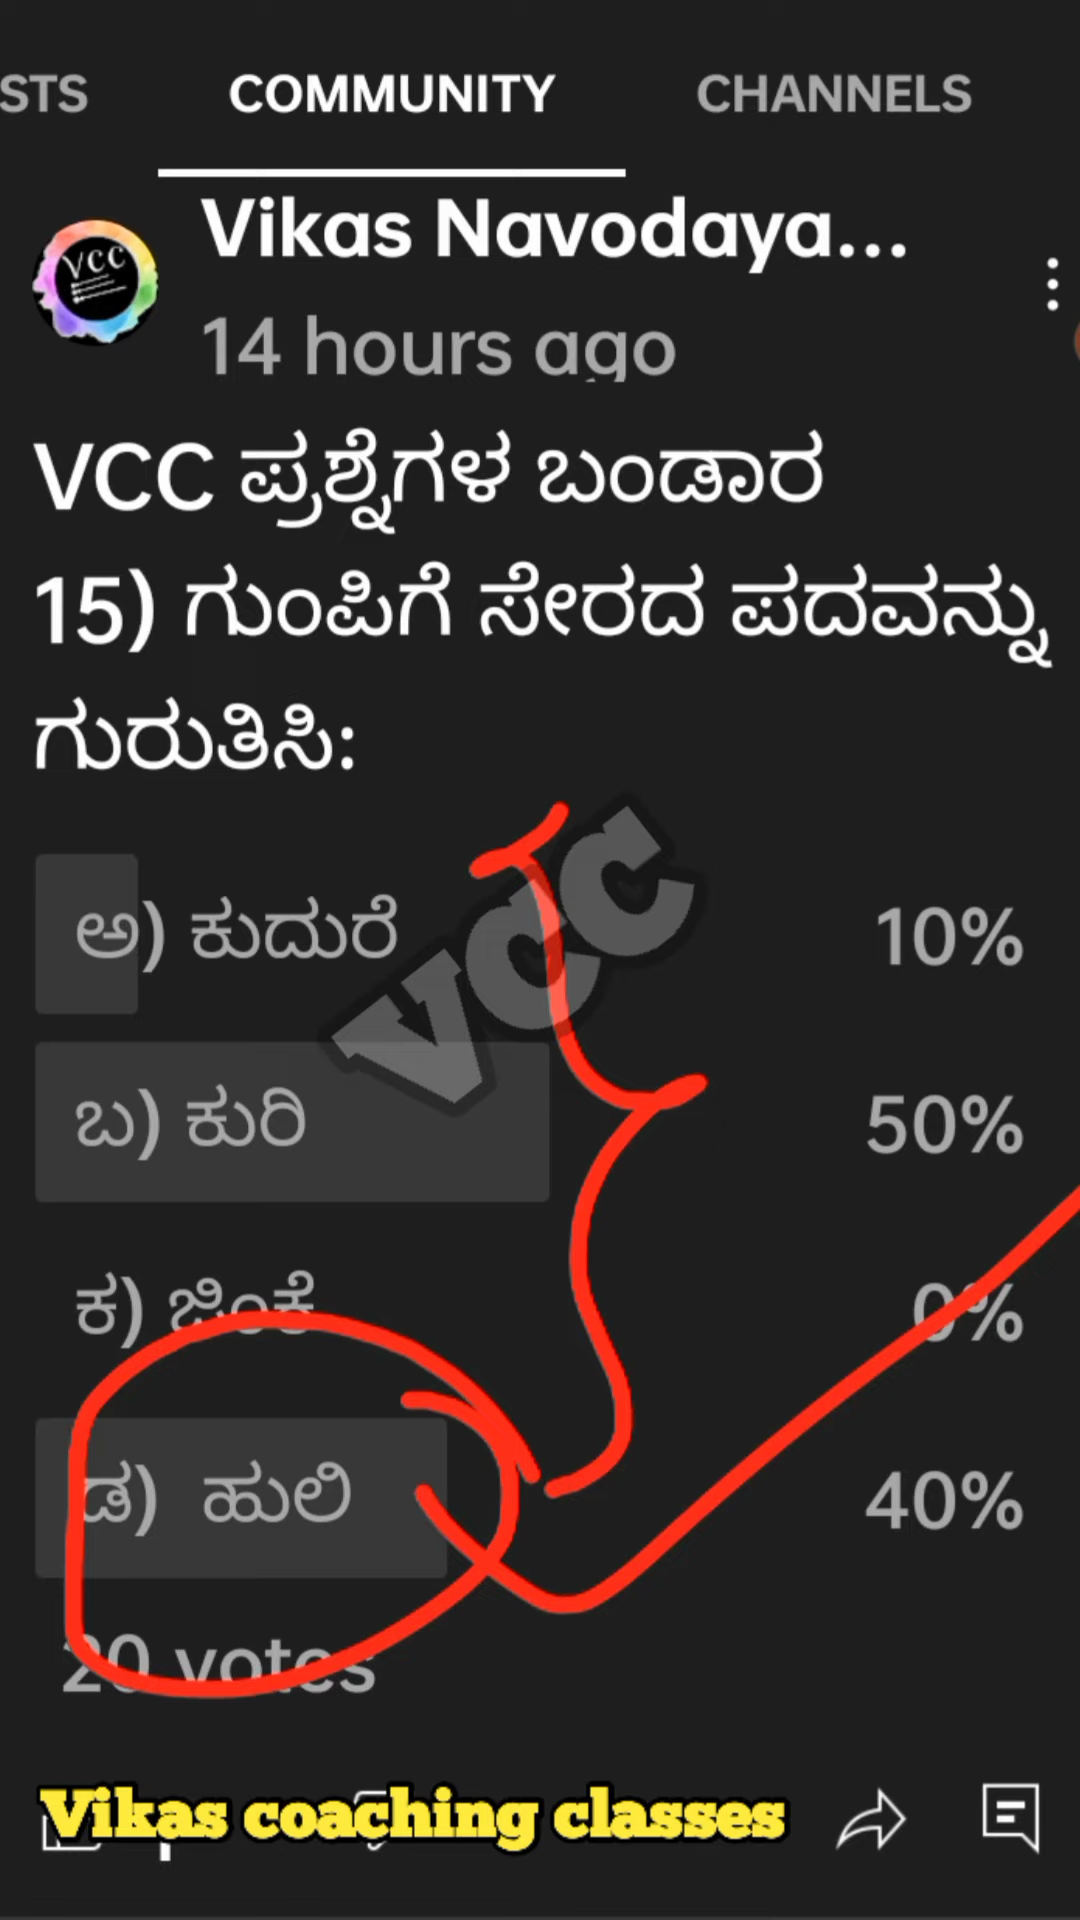 STS COMMUNITY CHANNELS
VCC
Vikas Navodaya...
14 hours ago
VCC ಪ್ರಶ್ನೆಗಳ ಬಂಡಾರ
15) ಗುಂಪಿಗೆ ಸೇರದ ಪದವನ್ನು
ಗುರುತಿಸಿ:
VCC
ಅ) ಕುದುರೆ 10%
ಬ) ಕುರಿ 50%
ಕ) ಜಿಂಕೆ 0%
ಡ) ಹುಲಿ 40%
20 votes
Vikas coaching classes